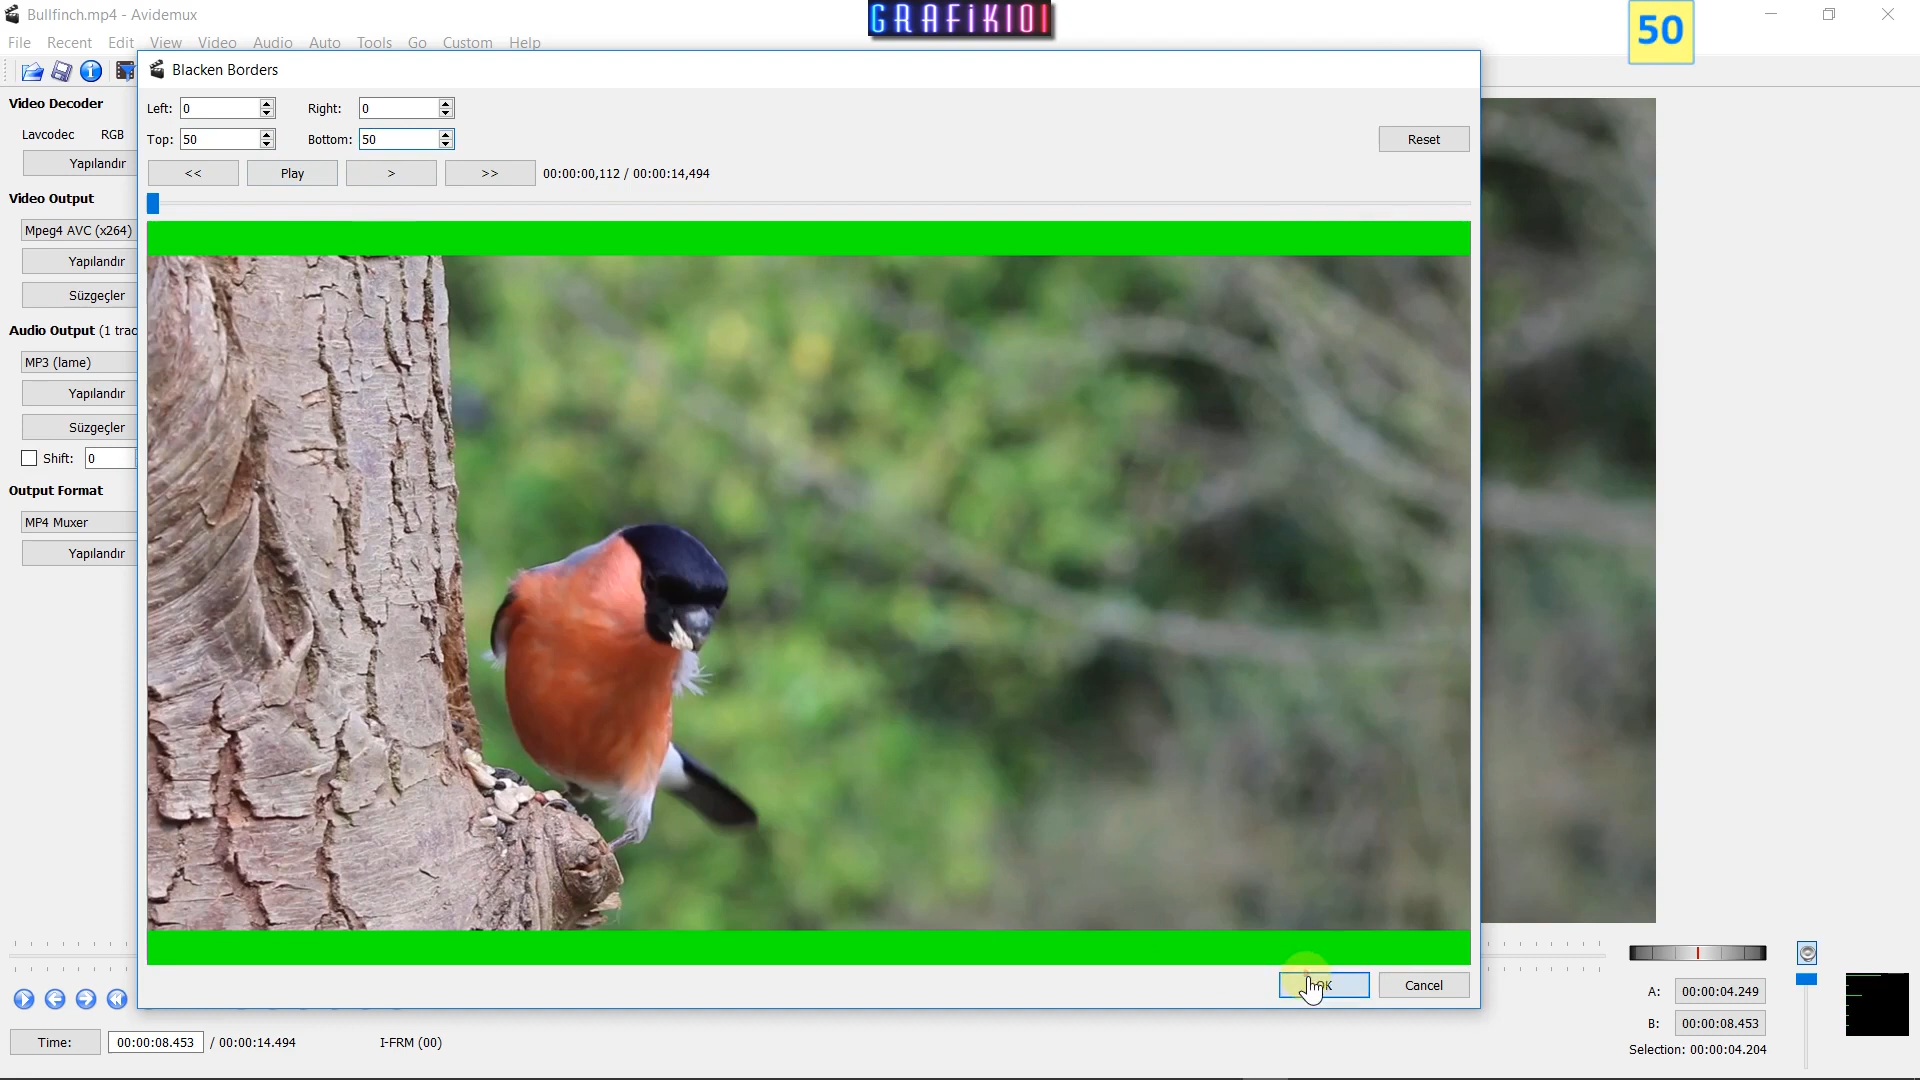 Bullfinch.mp4 - Avidemux
GRAFiK101
50
File Recent Edit View Video Audio Auto Tools Go Custom Help
Blacken Borders
Left: 0 Right: 0
Top: 50 Bottom: 50 Reset
<< Play > >> 00:00:00,112 / 00:00:14,494
Video Decoder
Lavcodec RGB
Yapılandır
Video Output
Mpeg4 AVC (x264)
Yapılandır
Süzgeçler
Audio Output (1 trac
MP3 (lame)
Yapılandır
Süzgeçler
Shift: 0
Output Format
MP4 Muxer
Yapılandır
OK Cancel
A: 00:00:04.249
B: 00:00:08.453
Selection: 00:00:04.204
Time: 00:00:08.453 / 00:00:14.494 I-FRM (00)